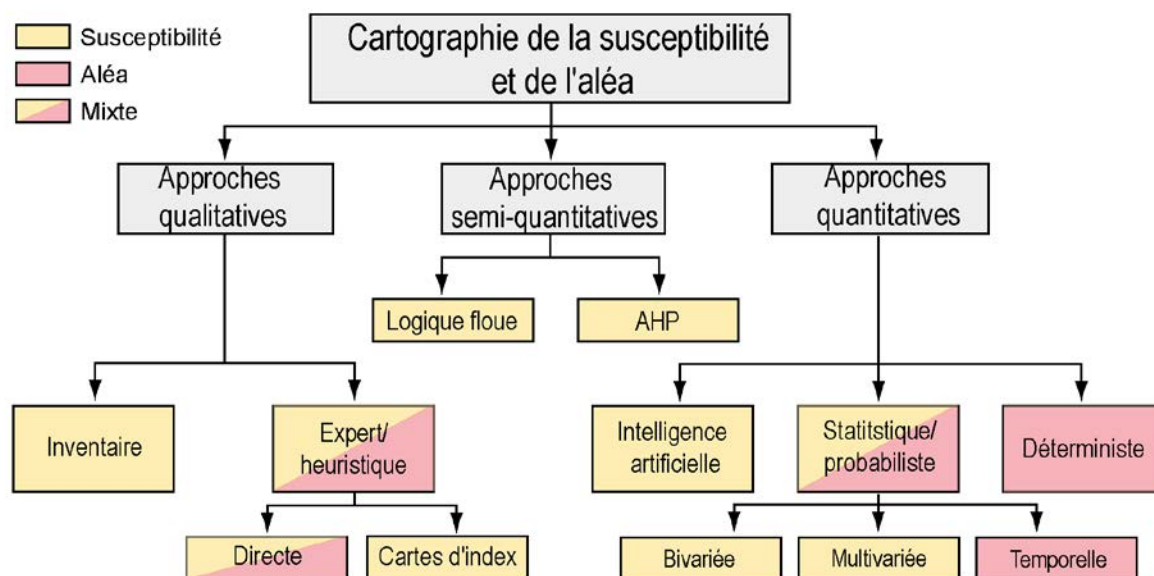 Susceptibilité
Aléa
Mixte
Cartographie de la susceptibilité
et de l'aléa
Approches
qualitatives
Approches
semi-quantitatives
Approches
quantitatives
Logique floue
AHP
Inventaire
Expert/
heuristique
Intelligence
artificielle
Statitstique/
probabiliste
Déterministe
Directe
Cartes d'index
Bivariée
Multivariée
Temporelle